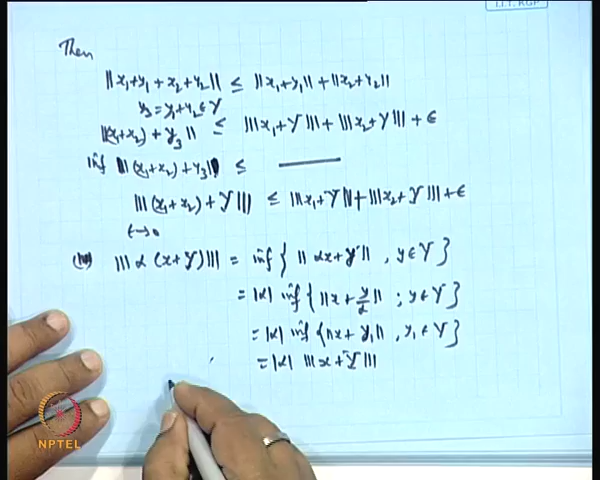 I.I.T. KGP
Then
||x₁+y₁ + x₂+y₂|| ≤ ||x₁+y₁|| + ||x₂+y₂||
y₃ = y₁+y₂ ∈ Y
||(x₁+x₂) + y₃|| ≤ |||x₁+Y||| + |||x₂+Y||| + ε
inf ||(x₁+x₂)+y₃|| ≤ ———
|||(x₁+x₂)+Y||| ≤ |||x₁+Y||| + |||x₂+Y||| + ε
ε→0
(iv) |||α(x+Y)||| = inf { ||αx+y||, y∈Y }
= |α| inf { ||x + y/α|| ; y∈Y }
= |α| inf { ||x + y₁||, y₁∈Y }
= |α| |||x+Y|||
NPTEL